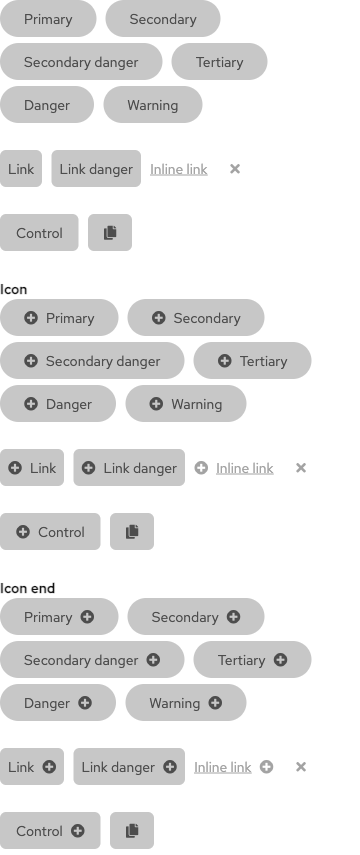 Primary Secondary
Secondary danger Tertiary
Danger Warning
Link Link danger Inline link
Control
Icon
Primary Secondary
Secondary danger Tertiary
Danger Warning
Link Link danger Inline link
Control
Icon end
Primary Secondary
Secondary danger Tertiary
Danger Warning
Link Link danger Inline link
Control